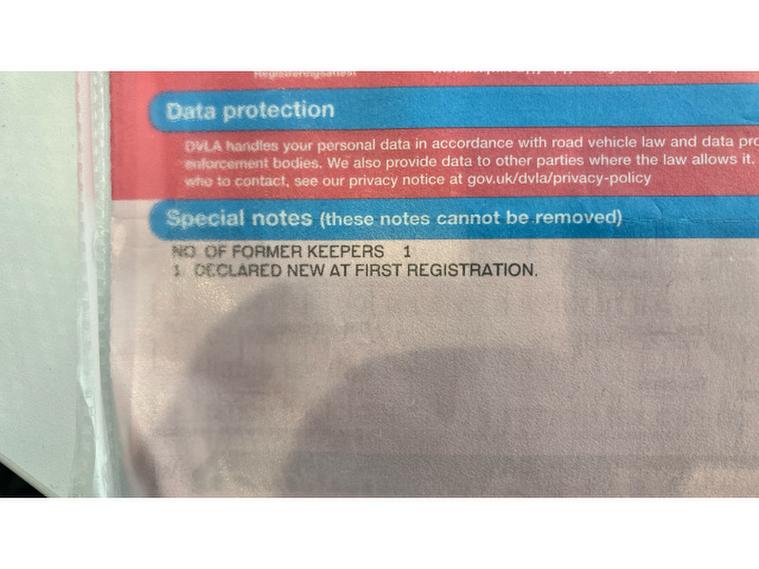 Data protection
DVLA handles your personal data in accordance with road vehicle law and data pro
enforcement bodies. We also provide data to other parties where the law allows it.
who to contact, see our privacy notice at gov.uk/dvla/privacy-policy
Special notes (these notes cannot be removed)
NO OF FORMER KEEPERS 1
1 DECLARED NEW AT FIRST REGISTRATION.